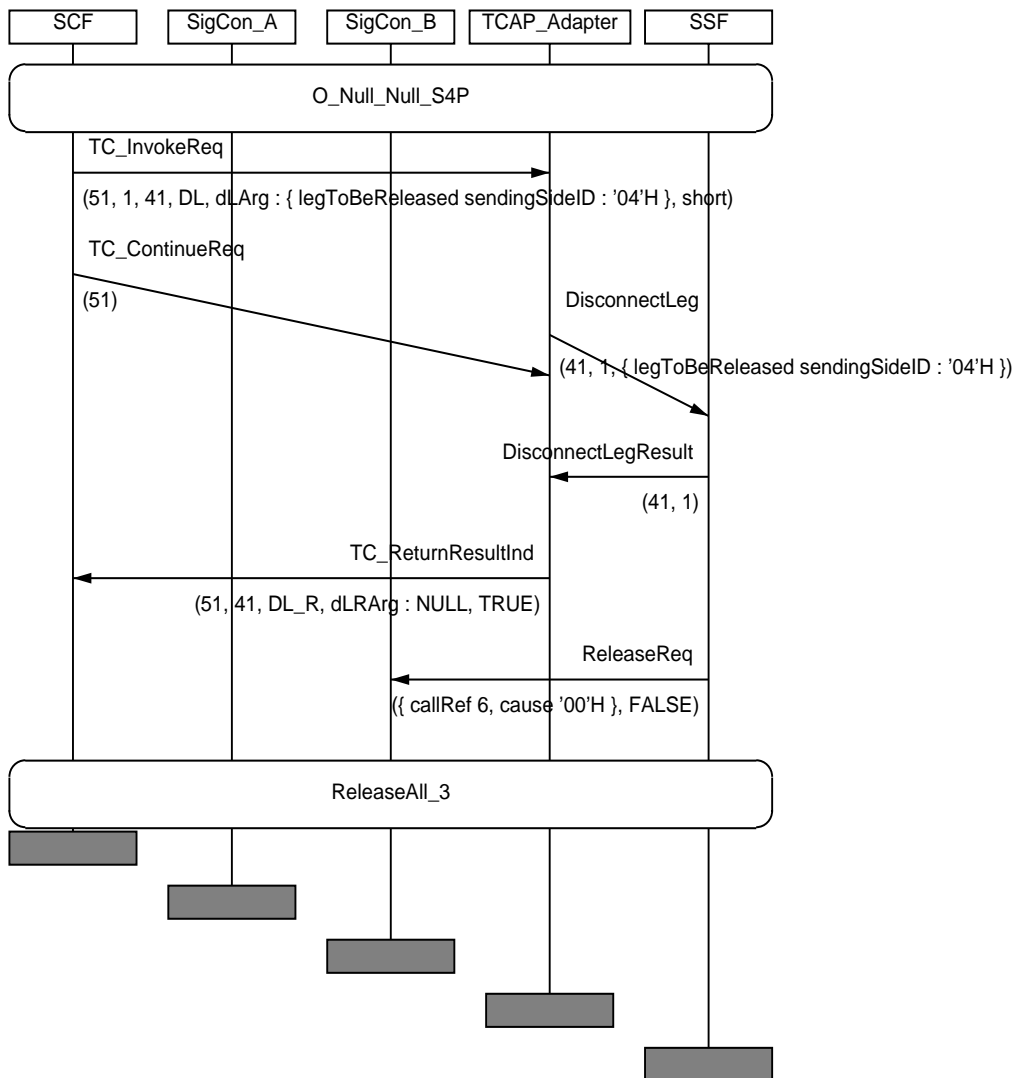 SCF SigCon_A SigCon_B TCAP_Adapter SSF
O_Null_Null_S4P
TC_InvokeReq
(51, 1, 41, DL, dLArg : { legToBeReleased sendingSideID : '04'H }, short)
TC_ContinueReq
(51)
DisconnectLeg
(41, 1, { legToBeReleased sendingSideID : '04'H })
DisconnectLegResult
(41, 1)
TC_ReturnResultInd
(51, 41, DL_R, dLRArg : NULL, TRUE)
ReleaseReq
({ callRef 6, cause '00'H }, FALSE)
ReleaseAll_3